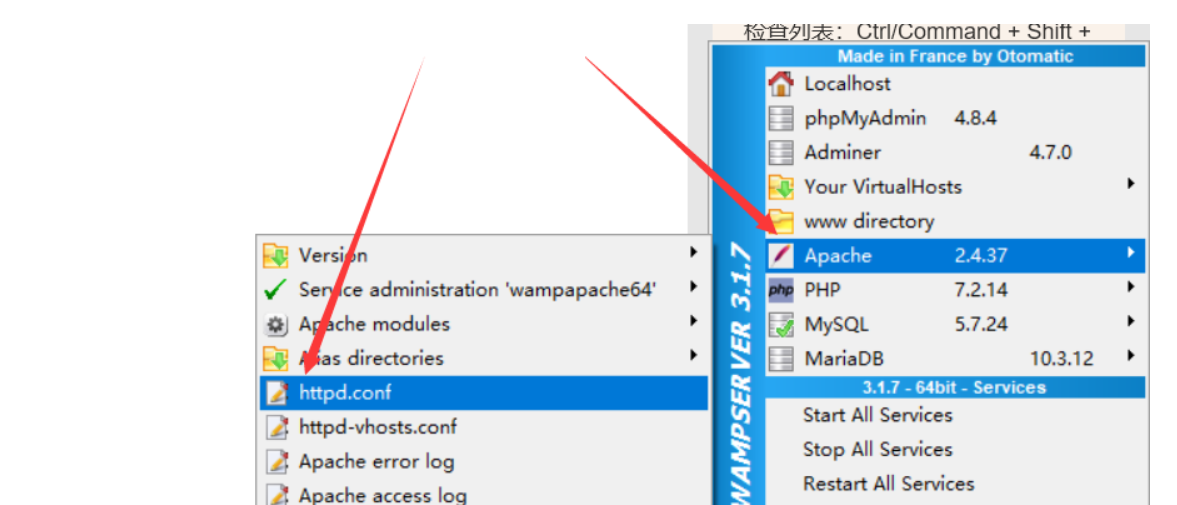 检查列表：Ctrl/Command + Shift +
Made in France by Otomatic
Localhost
phpMyAdmin 4.8.4
Adminer 4.7.0
Your VirtualHosts
www directory
Apache 2.4.37
php PHP 7.2.14
MySQL 5.7.24
MariaDB 10.3.12
3.1.7 - 64bit - Services
Start All Services
Stop All Services
Restart All Services
WAMPSERVER 3.1.7
Version
Service administration 'wampapache64'
Apache modules
Alias directories
httpd.conf
httpd-vhosts.conf
Apache error log
Apache access log